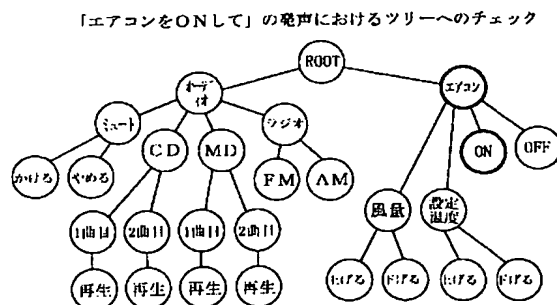 「エアコンをONして」の発声におけるツリーへのチェック
ROOT
オーディオ
エアコン
ミュート
CD
MD
ラジオ
ON
OFF
かける
やめる
FM
AM
風量
設定温度
1曲目
2曲目
1曲目
2曲目
上げる
下げる
上げる
下げる
再生
再生
再生
再生